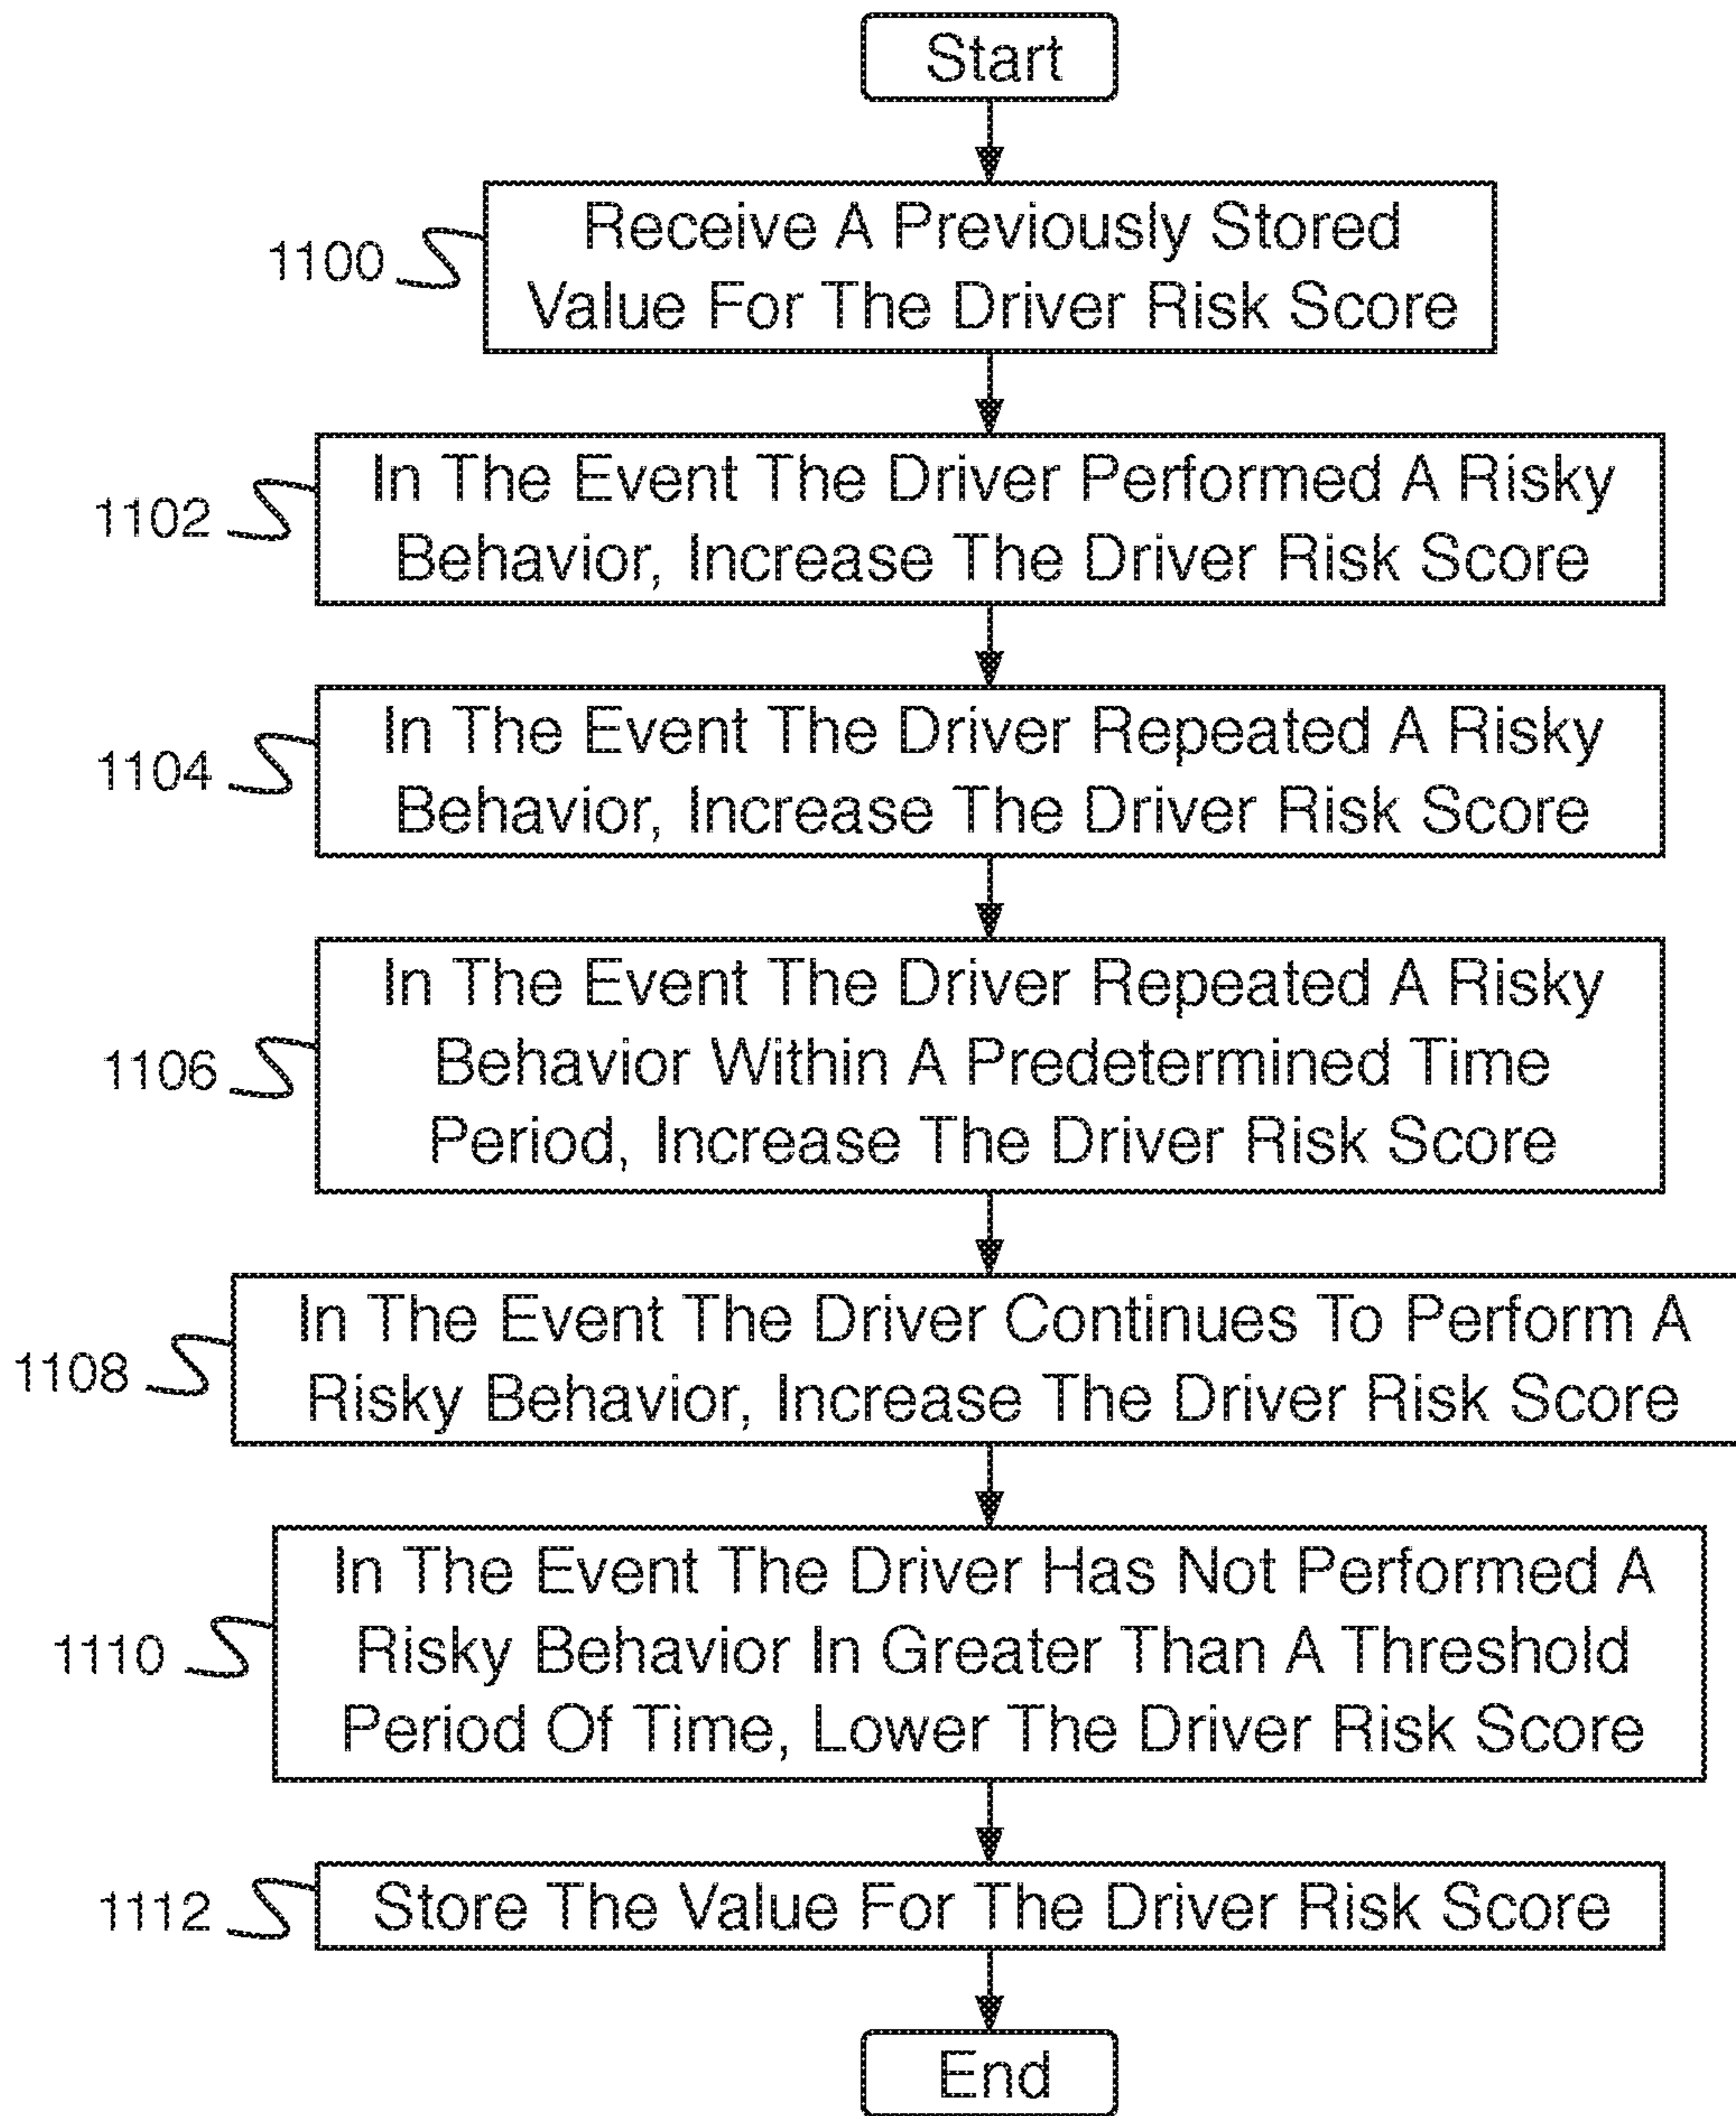 Start
1100
Receive A Previously Stored
Value For The Driver Risk Score
1102
In The Event The Driver Performed A Risky
Behavior, Increase The Driver Risk Score
1104
In The Event The Driver Repeated A Risky
Behavior, Increase The Driver Risk Score
1106
In The Event The Driver Repeated A Risky
Behavior Within A Predetermined Time
Period, Increase The Driver Risk Score
1108
In The Event The Driver Continues To Perform A
Risky Behavior, Increase The Driver Risk Score
1110
In The Event The Driver Has Not Performed A
Risky Behavior In Greater Than A Threshold
Period Of Time, Lower The Driver Risk Score
1112
Store The Value For The Driver Risk Score
End